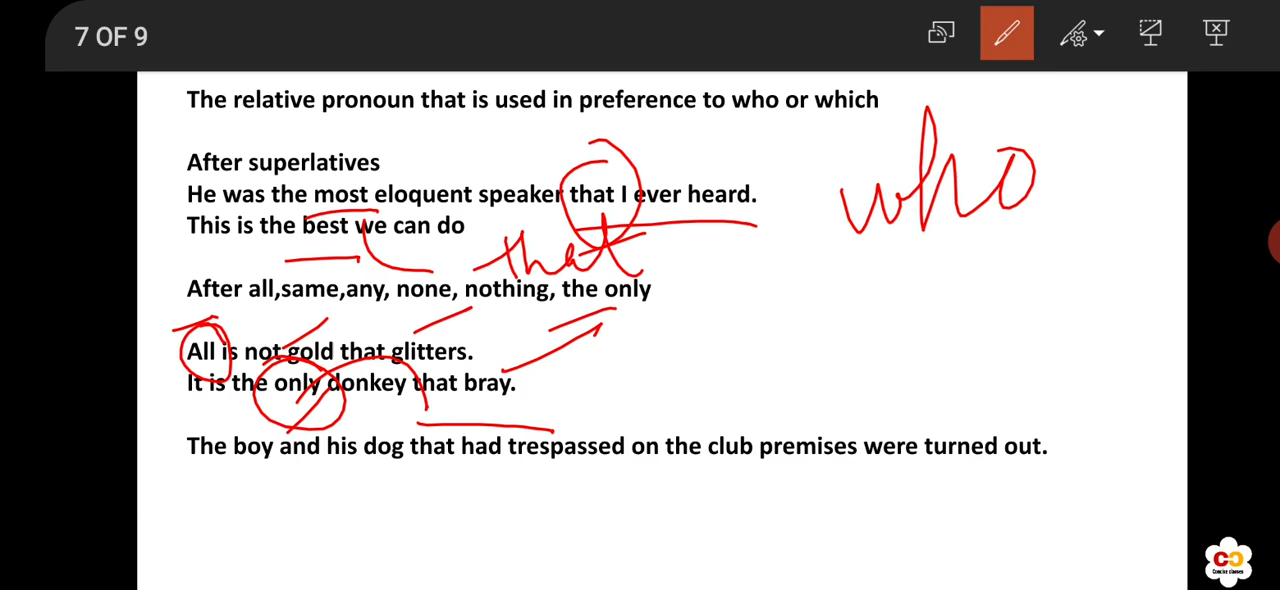 7 OF 9
The relative pronoun that is used in preference to who or which
who
After superlatives
He was the most eloquent speaker that I ever heard.
This is the best we can do
that
After all,same,any, none, nothing, the only
All is not gold that glitters.
It is the only donkey that bray.
The boy and his dog that had trespassed on the club premises were turned out.
Concise classes